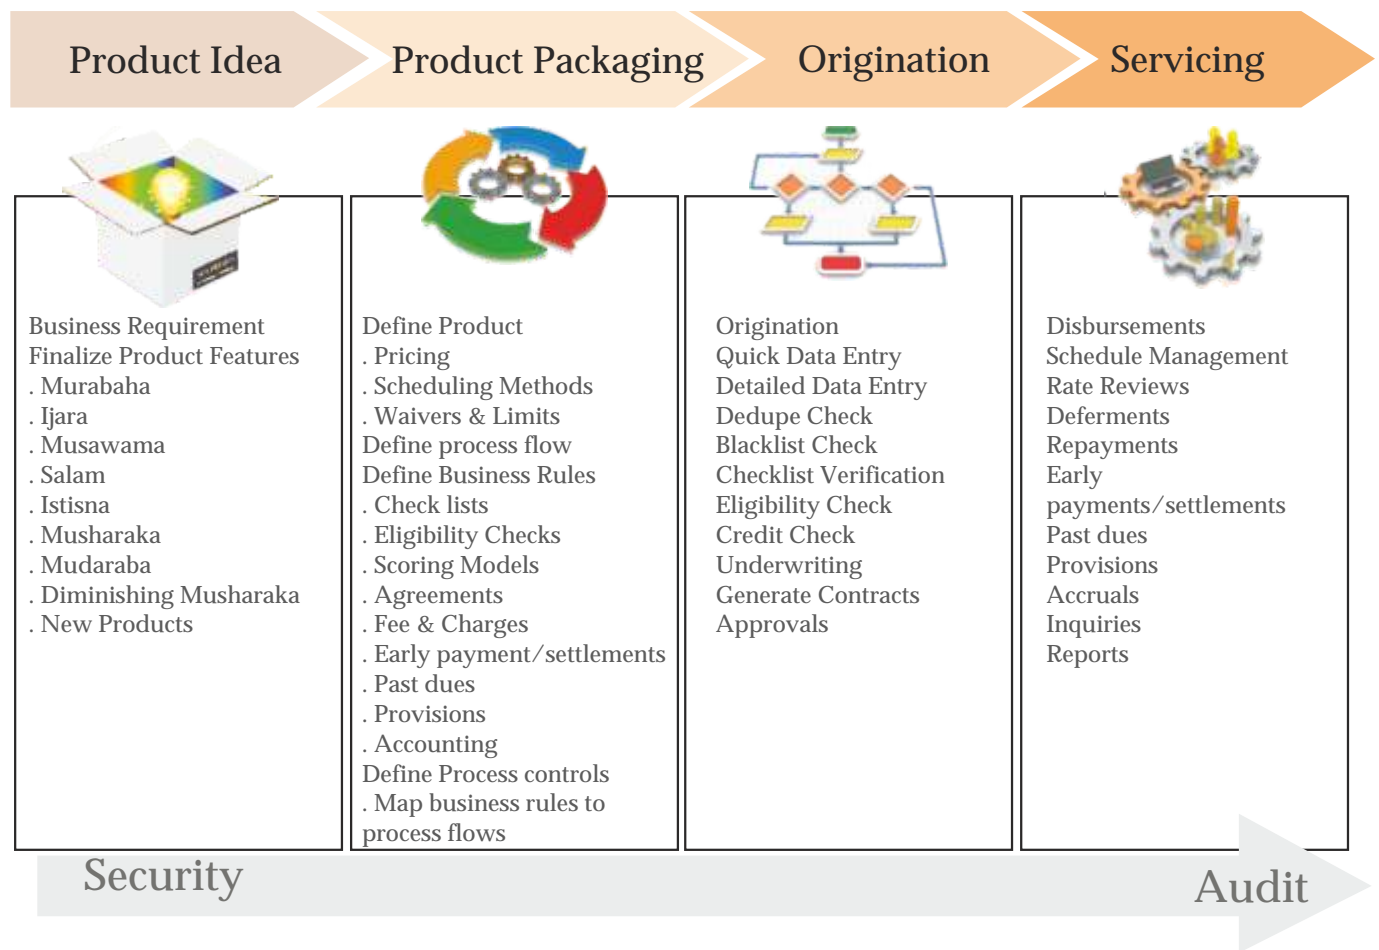 Product Idea
Product Packaging
Origination
Servicing
Business Requirement
Finalize Product Features
. Murabaha
. Ijara
. Musawama
. Salam
. Istisna
. Musharaka
. Mudaraba
. Diminishing Musharaka
. New Products
Define Product
. Pricing
. Scheduling Methods
. Waivers & Limits
Define process flow
Define Business Rules
. Check lists
. Eligibility Checks
. Scoring Models
. Agreements
. Fee & Charges
. Early payment/settlements
. Past dues
. Provisions
. Accounting
Define Process controls
. Map business rules to
process flows
Origination
Quick Data Entry
Detailed Data Entry
Dedupe Check
Blacklist Check
Checklist Verification
Eligibility Check
Credit Check
Underwriting
Generate Contracts
Approvals
Disbursements
Schedule Management
Rate Reviews
Deferments
Repayments
Early
payments/settlements
Past dues
Provisions
Accruals
Inquiries
Reports
Security
Audit